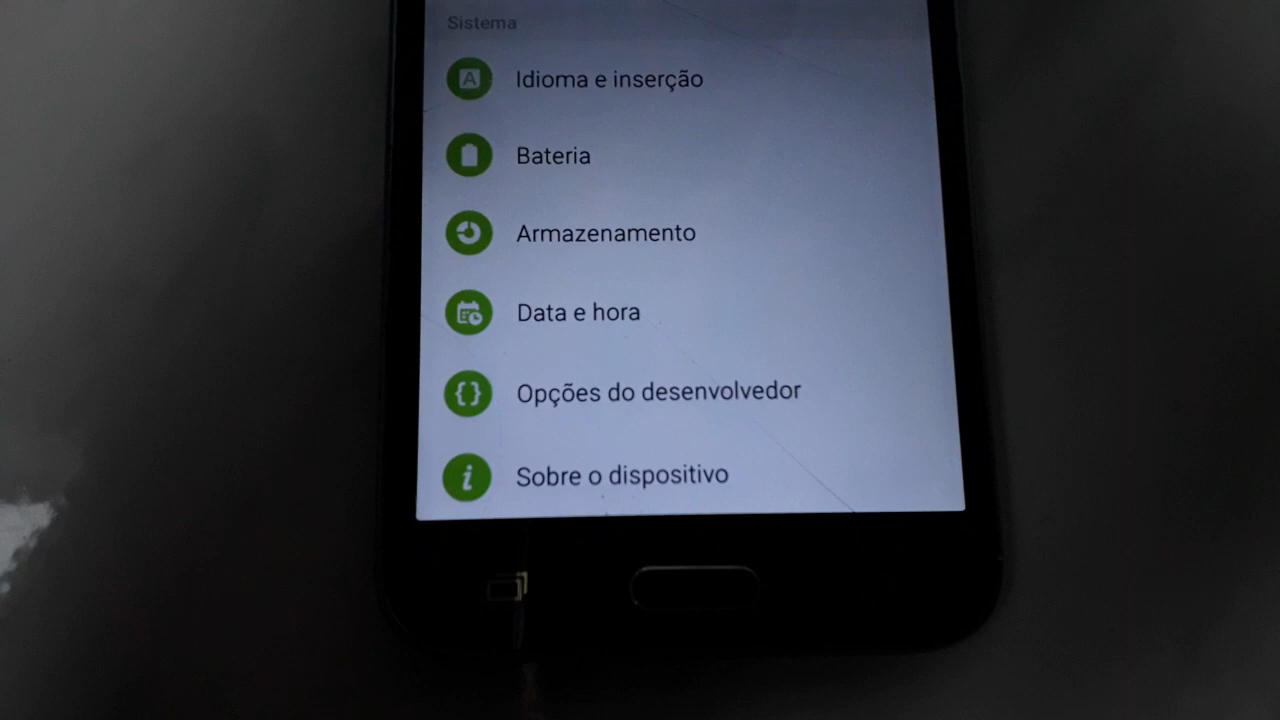 Sistema
Idioma e inserção
Bateria
Armazenamento
Data e hora
Opções do desenvolvedor
Sobre o dispositivo